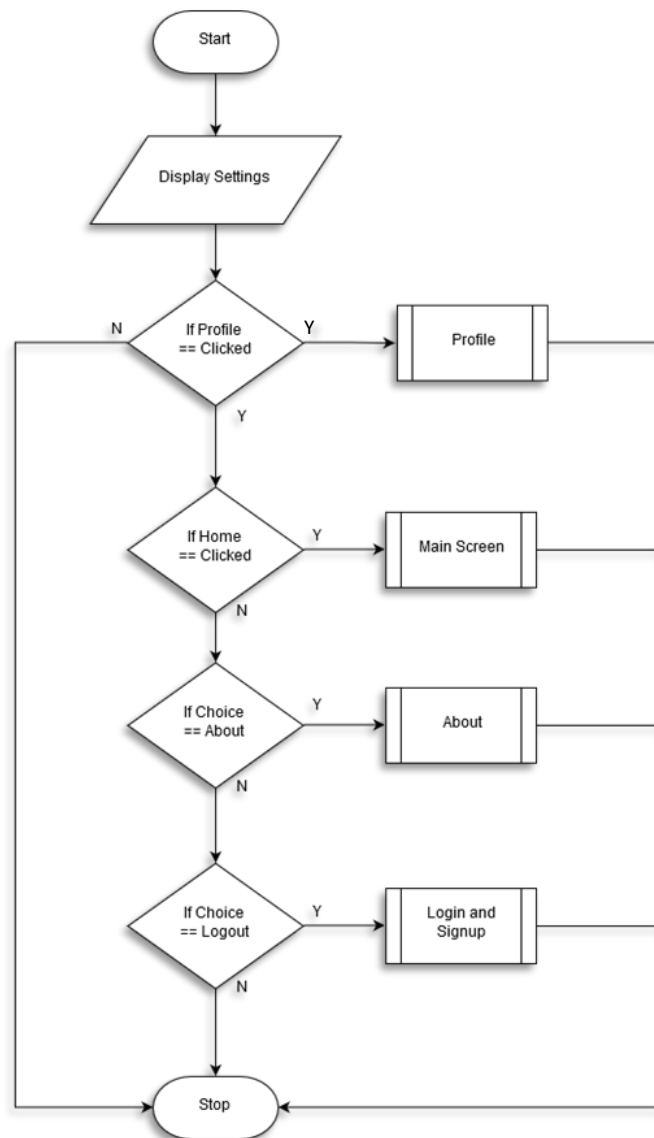 Start
Display Settings
N
If Profile
== Clicked
Y
Profile
Y
If Home
== Clicked
Y
Main Screen
N
If Choice
== About
Y
About
N
If Choice
== Logout
Y
Login and
Signup
N
Stop